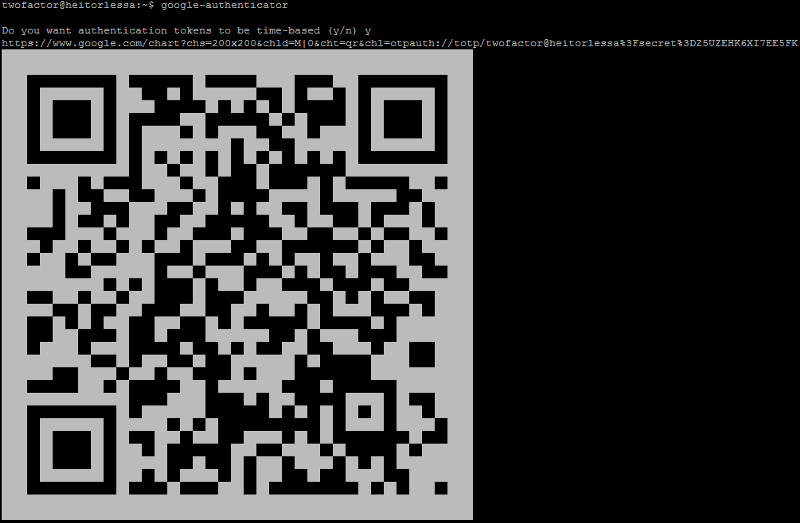 twofactor@heitorlessa:~$ google-authenticator
Do you want authentication tokens to be time-based (y/n) y
https://www.google.com/chart?chs=200x200&chld=M|0&cht=qr&chl=otpauth://totp/twofactor@heitorlessa%3Fsecret%3DZ5UZEHK6XI7EE5FK